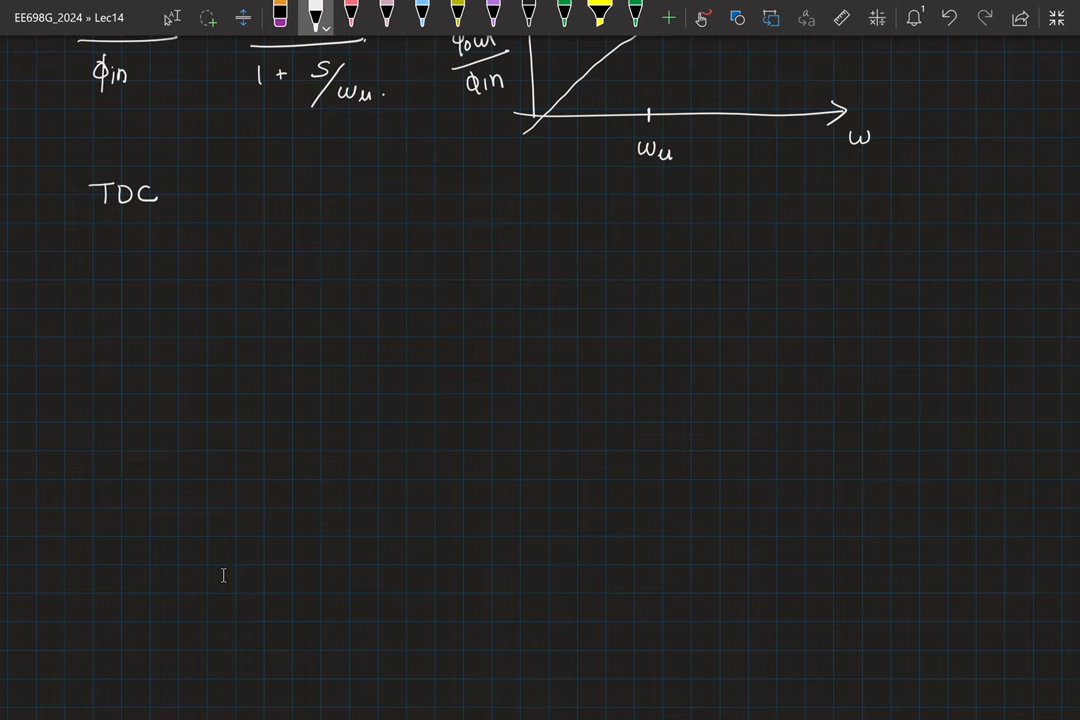 EE698G_2024 » Lec14
φin
1 + S/ωu.
φout/φin
ωu
ω
TDC